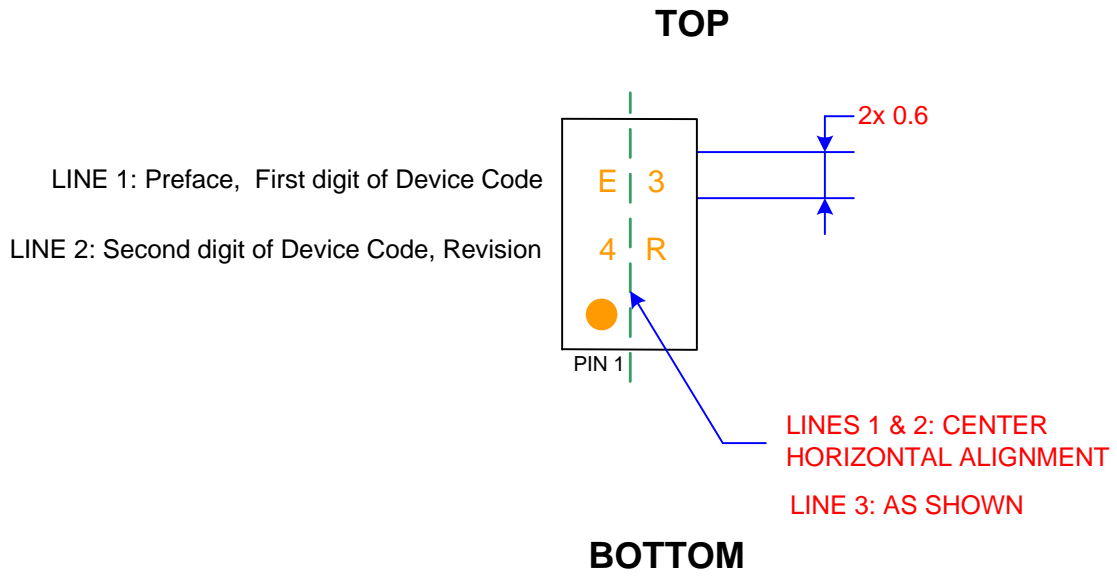 TOP
2x 0.6
LINE 1: Preface, First digit of Device Code
E 3
LINE 2: Second digit of Device Code, Revision
4 R
PIN 1
LINES 1 & 2: CENTER
HORIZONTAL ALIGNMENT
LINE 3: AS SHOWN
BOTTOM